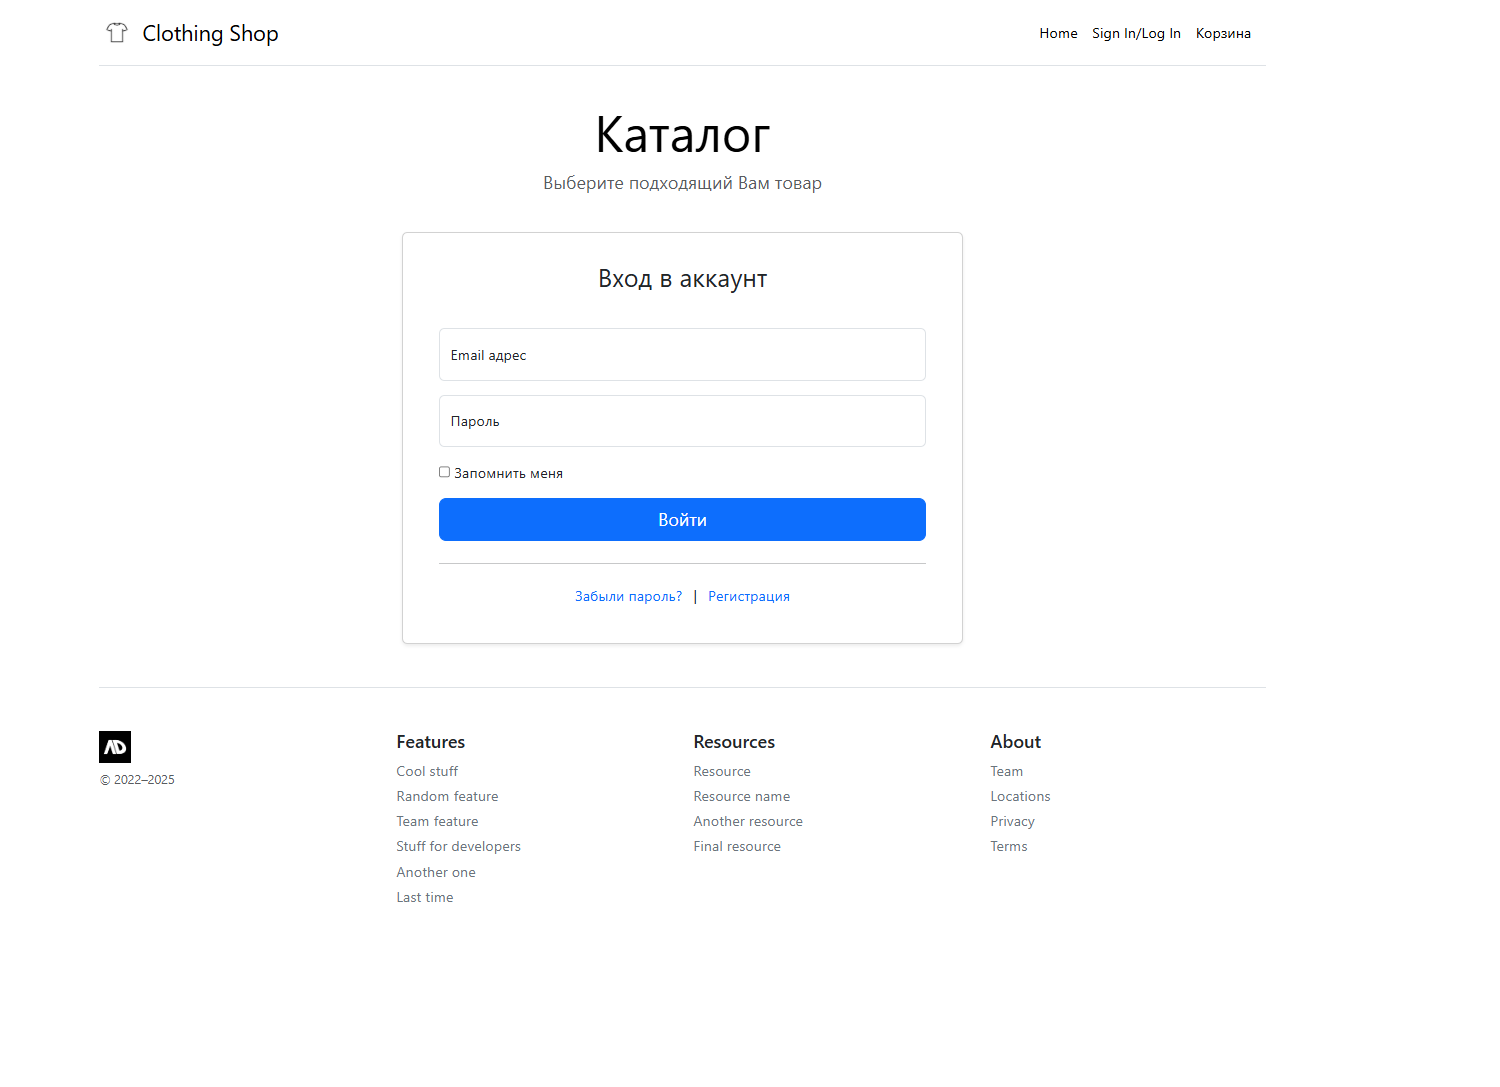 Clothing Shop
Home Sign In/Log In Корзина
Каталог
Выберите подходящий Вам товар
Вход в аккаунт
Email адрес
Пароль
Запомнить меня
Войти
Забыли пароль? | Регистрация
AD
© 2022–2025
Features
Cool stuff
Random feature
Team feature
Stuff for developers
Another one
Last time
Resources
Resource
Resource name
Another resource
Final resource
About
Team
Locations
Privacy
Terms